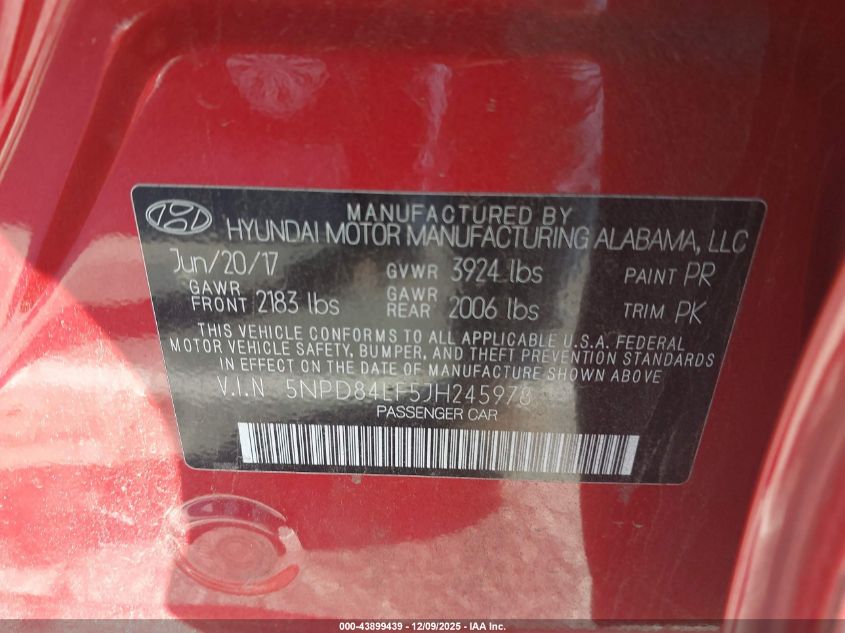 MANUFACTURED BY
HYUNDAI MOTOR MANUFACTURING ALABAMA, LLC
Jun/20/17 GVWR 3924 lbs PAINT PR
GAWR FRONT 2183 lbs GAWR REAR 2006 lbs TRIM PK
THIS VEHICLE CONFORMS TO ALL APPLICABLE U.S.A. FEDERAL
MOTOR VEHICLE SAFETY, BUMPER, AND THEFT PREVENTION STANDARDS
IN EFFECT ON THE DATE OF MANUFACTURE SHOWN ABOVE
V.I.N 5NPD84LF5JH245978
PASSENGER CAR
000-43899439 - 12/09/2025 - IAA Inc.